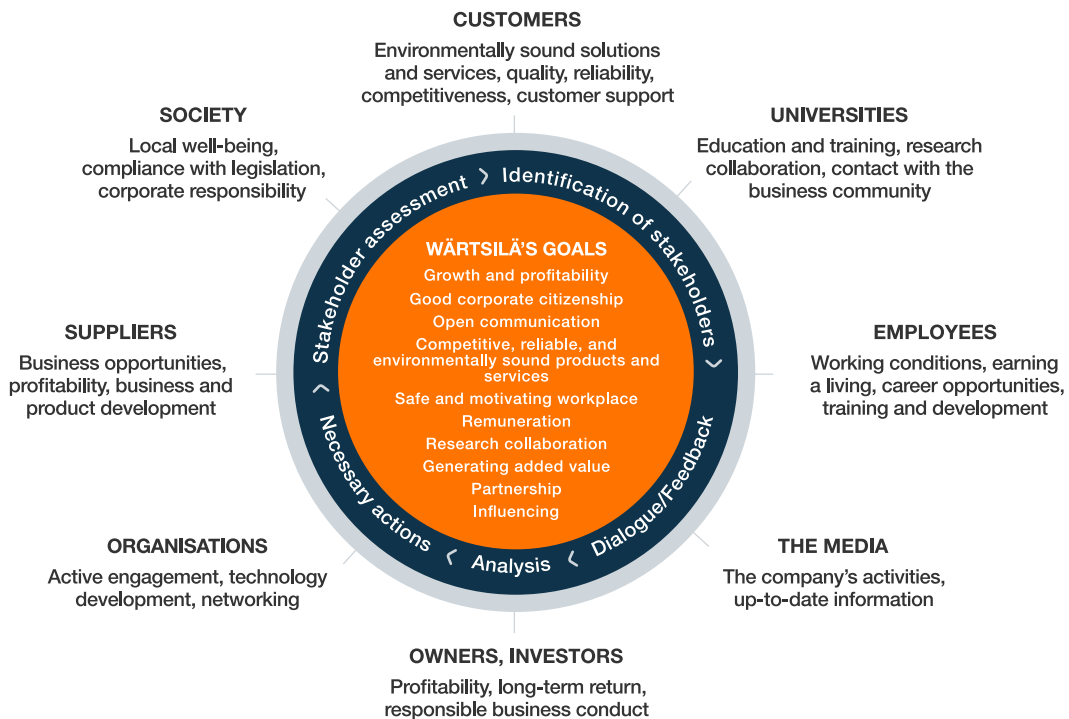 CUSTOMERS
Environmentally sound solutions
and services, quality, reliability,
competitiveness, customer support
SOCIETY
Local well-being,
compliance with legislation,
corporate responsibility
UNIVERSITIES
Education and training, research
collaboration, contact with the
business community
Stakeholder assessment
Identification of stakeholders
WÄRTSILÄ’S GOALS
Growth and profitability
Good corporate citizenship
Open communication
Competitive, reliable, and
environmentally sound products and
services
Safe and motivating workplace
Remuneration
Research collaboration
Generating added value
Partnership
Influencing
SUPPLIERS
Business opportunities,
profitability, business and
product development
EMPLOYEES
Working conditions, earning
a living, career opportunities,
training and development
Necessary actions
Analysis
Dialogue/Feedback
ORGANISATIONS
Active engagement, technology
development, networking
THE MEDIA
The company’s activities,
up-to-date information
OWNERS, INVESTORS
Profitability, long-term return,
responsible business conduct